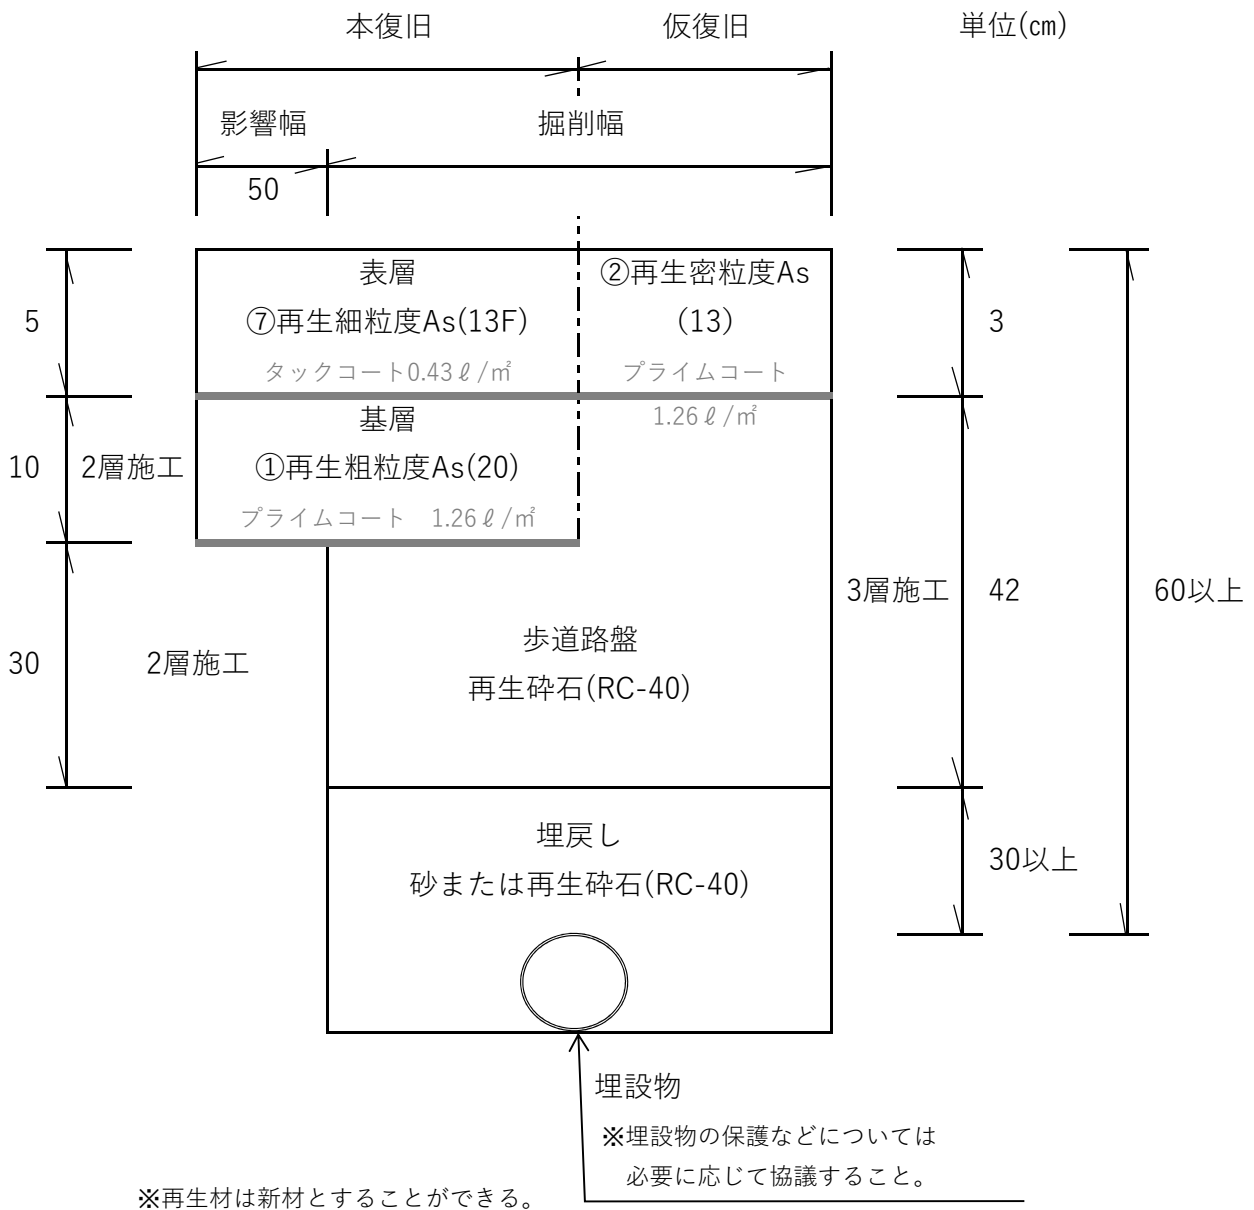 本復旧
仮復旧
単位(㎝)
影響幅
掘削幅
50
表層
⑦再生細粒度As(13F)
タックコート0.43ℓ/㎡
②再生密粒度As
(13)
プライムコート
1.26ℓ/㎡
5
3
基層
①再生粗粒度As(20)
プライムコート 1.26ℓ/㎡
10
2層施工
3層施工
42
60以上
歩道路盤
再生砕石(RC-40)
30
2層施工
埋戻し
砂または再生砕石(RC-40)
30以上
埋設物
※埋設物の保護などについては
必要に応じて協議すること。
※再生材は新材とすることができる。